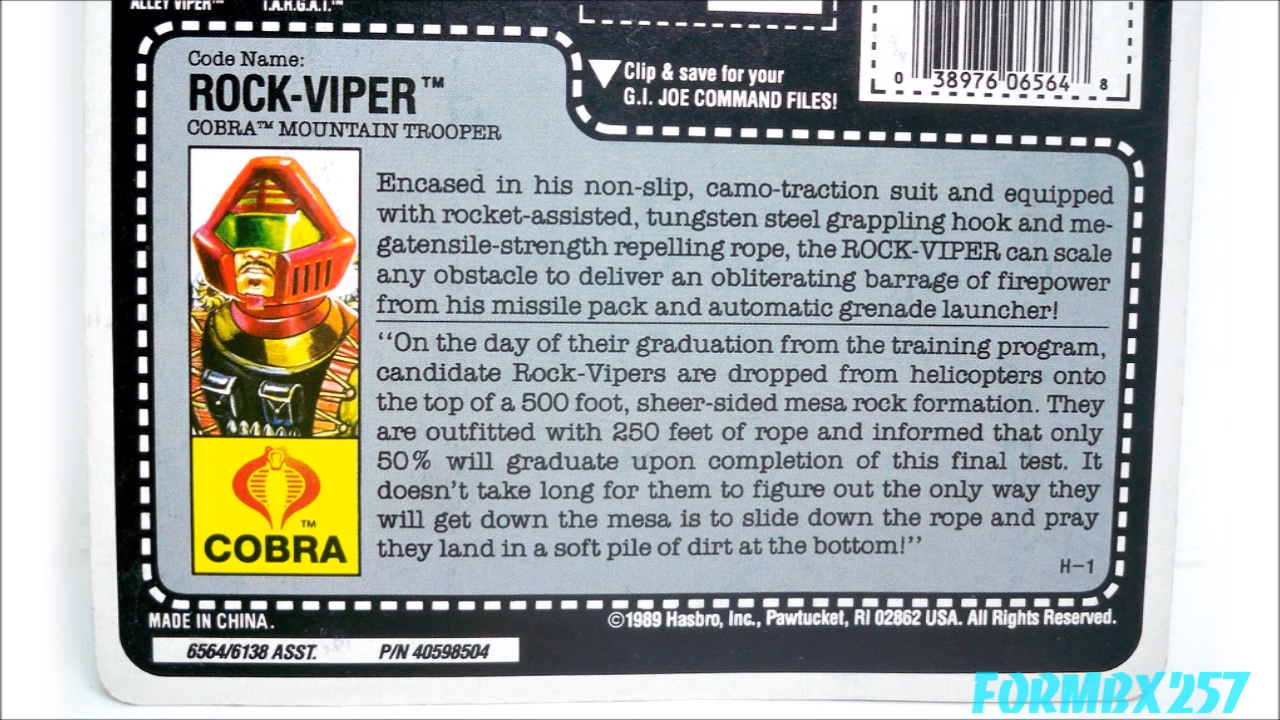 ALLEY VIPER™ T.A.R.G.A.T.™
Code Name:
ROCK-VIPER™
COBRA™ MOUNTAIN TROOPER
Clip & save for your
G.I. JOE COMMAND FILES!
0 38976 06564 8
Encased in his non-slip, camo-traction suit and equipped
with rocket-assisted, tungsten steel grappling hook and me-
gatensile-strength repelling rope, the ROCK-VIPER can scale
any obstacle to deliver an obliterating barrage of firepower
from his missile pack and automatic grenade launcher!
‘‘On the day of their graduation from the training program,
candidate Rock-Vipers are dropped from helicopters onto
the top of a 500 foot, sheer-sided mesa rock formation. They
are outfitted with 250 feet of rope and informed that only
50% will graduate upon completion of this final test. It
doesn't take long for them to figure out the only way they
will get down the mesa is to slide down the rope and pray
they land in a soft pile of dirt at the bottom!’’
H-1
™
COBRA
MADE IN CHINA.
©1989 Hasbro, Inc., Pawtucket, RI 02862 USA. All Rights Reserved.
6564/6138 ASST. P/N 40598504
FORMBX257